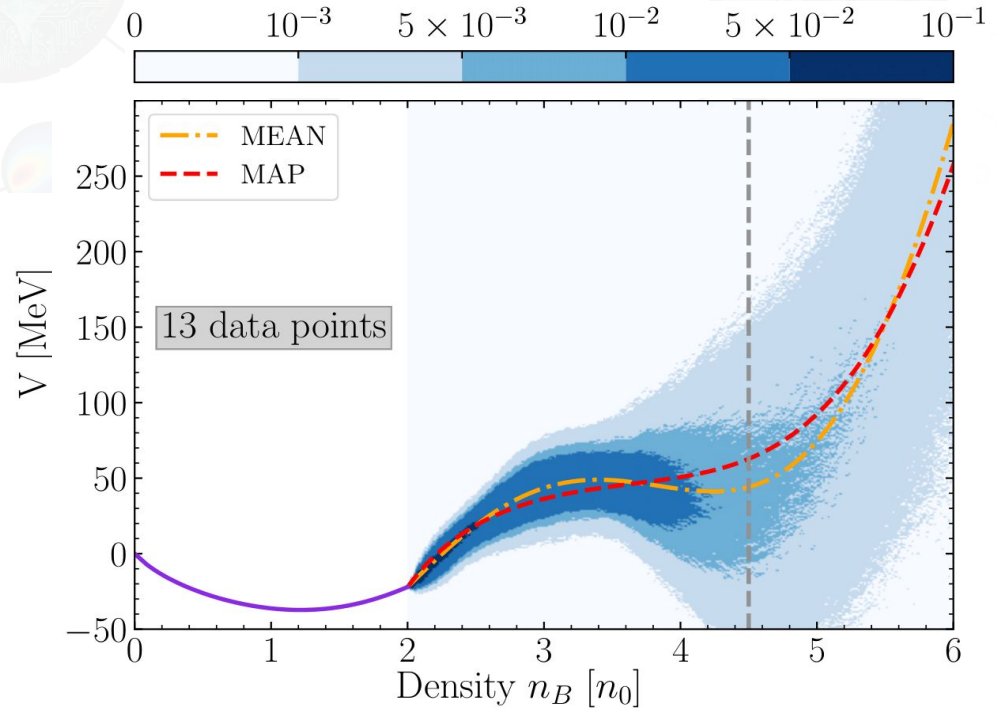 0 10⁻³ 5 × 10⁻³ 10⁻² 5 × 10⁻² 10⁻¹
MEAN
MAP
250
200
150
100
50
0
−50
V [MeV]
13 data points
0 1 2 3 4 5 6
Density n_B [n₀]